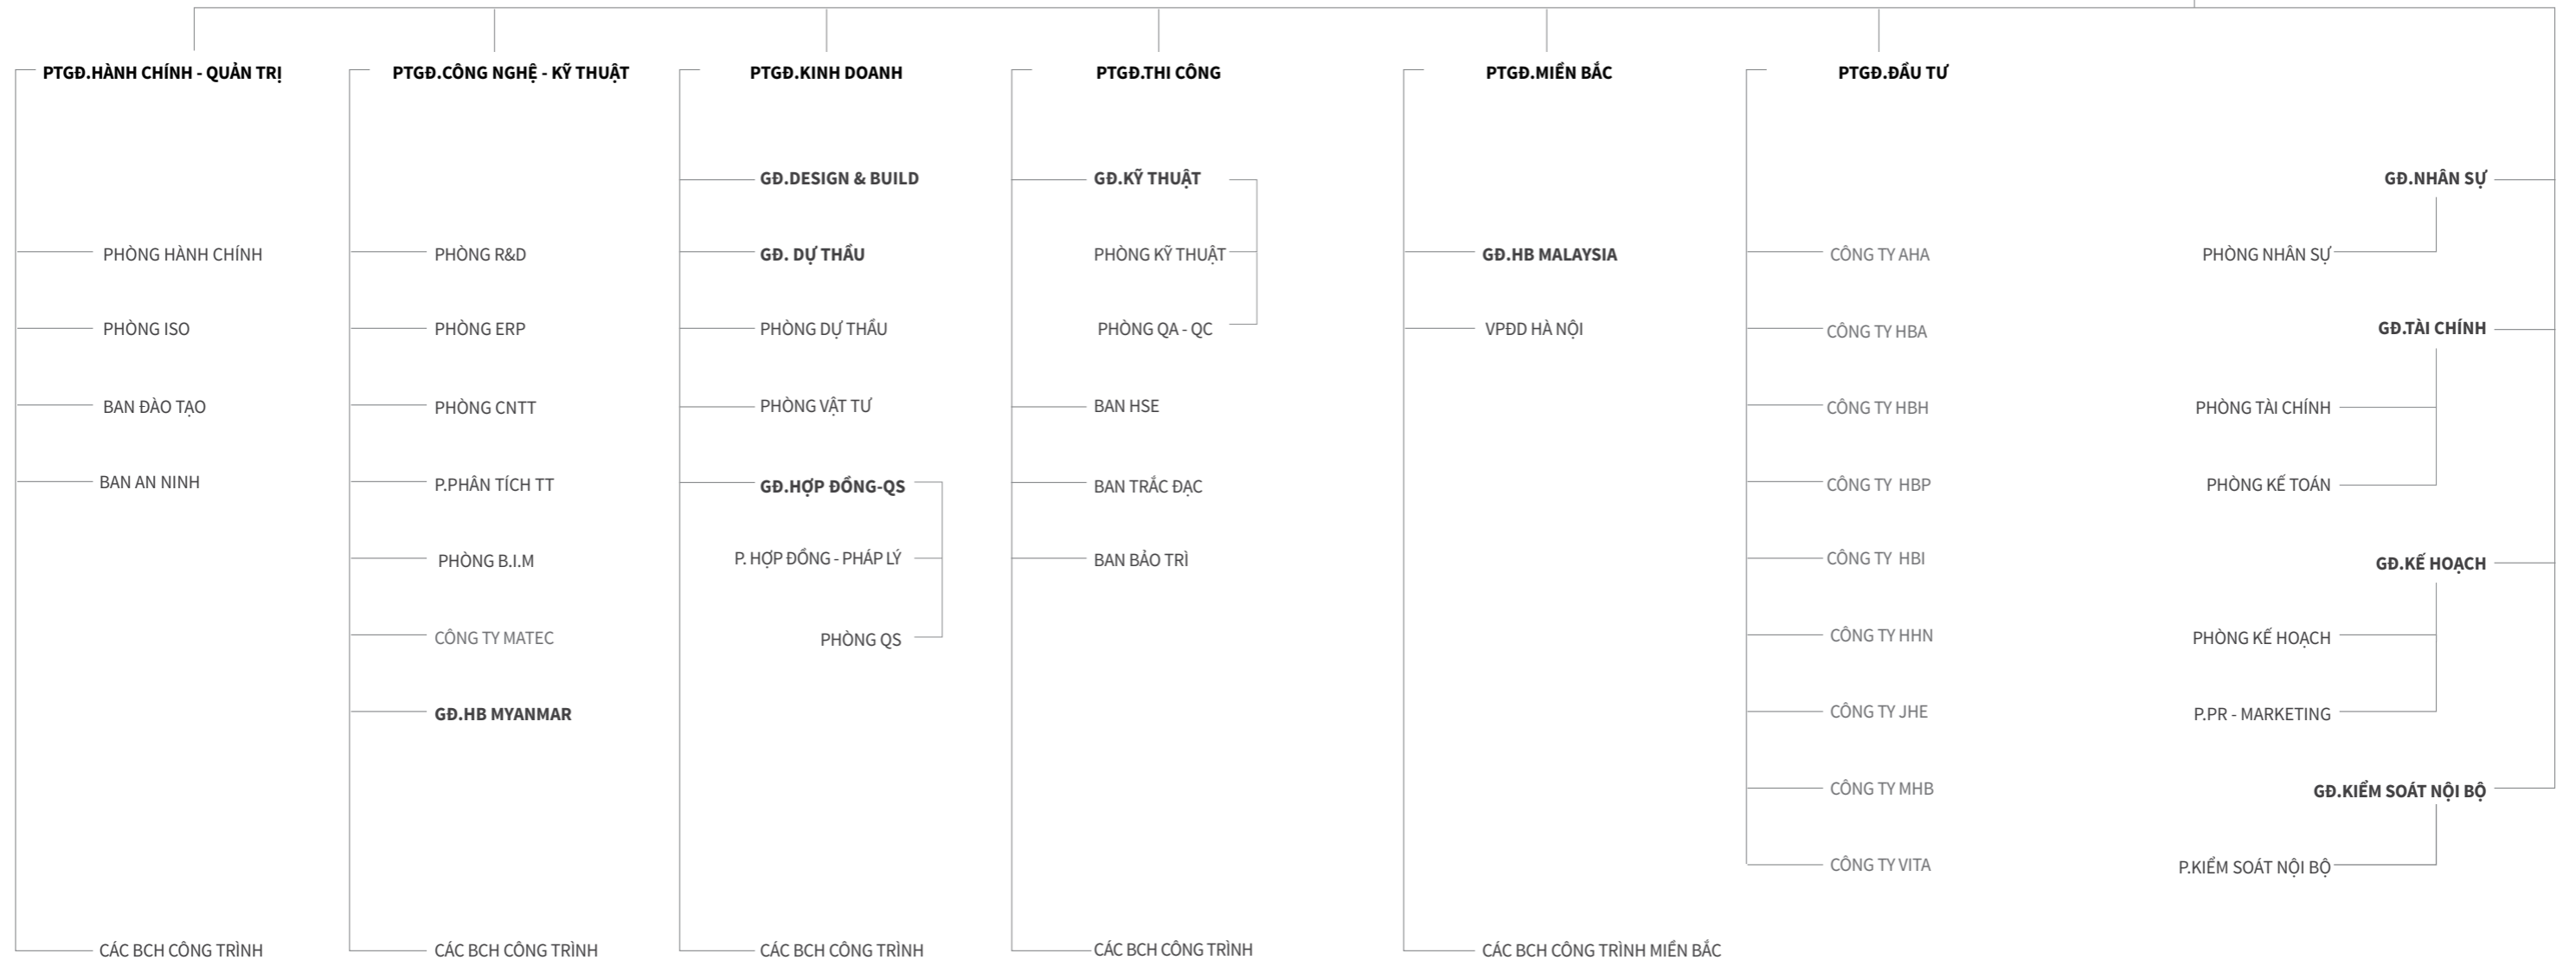 PTGĐ.HÀNH CHÍNH - QUẢN TRỊ
PHÒNG HÀNH CHÍNH
PHÒNG ISO
BAN ĐÀO TẠO
BAN AN NINH
CÁC BCH CÔNG TRÌNH
PTGĐ.CÔNG NGHỆ - KỸ THUẬT
PHÒNG R&D
PHÒNG ERP
PHÒNG CNTT
P.PHÂN TÍCH TT
PHÒNG B.I.M
CÔNG TY MATEC
GĐ.HB MYANMAR
CÁC BCH CÔNG TRÌNH
PTGĐ.KINH DOANH
GĐ.DESIGN & BUILD
GĐ. DỰ THẦU
PHÒNG DỰ THẦU
PHÒNG VẬT TƯ
GĐ.HỢP ĐỒNG-QS
P. HỢP ĐỒNG - PHÁP LÝ
PHÒNG QS
CÁC BCH CÔNG TRÌNH
PTGĐ.THI CÔNG
GĐ.KỸ THUẬT
PHÒNG KỸ THUẬT
PHÒNG QA - QC
BAN HSE
BAN TRẮC ĐẠC
BAN BẢO TRÌ
CÁC BCH CÔNG TRÌNH
PTGĐ.MIỀN BẮC
GĐ.HB MALAYSIA
VPĐD HÀ NỘI
CÁC BCH CÔNG TRÌNH MIỀN BẮC
PTGĐ.ĐẦU TƯ
CÔNG TY AHA
CÔNG TY HBA
CÔNG TY HBH
CÔNG TY HBP
CÔNG TY HBI
CÔNG TY HHN
CÔNG TY JHE
CÔNG TY MHB
CÔNG TY VITA
GĐ.NHÂN SỰ
PHÒNG NHÂN SỰ
GĐ.TÀI CHÍNH
PHÒNG TÀI CHÍNH
PHÒNG KẾ TOÁN
GĐ.KẾ HOẠCH
PHÒNG KẾ HOẠCH
P.PR - MARKETING
GĐ.KIỂM SOÁT NỘI BỘ
P.KIỂM SOÁT NỘI BỘ